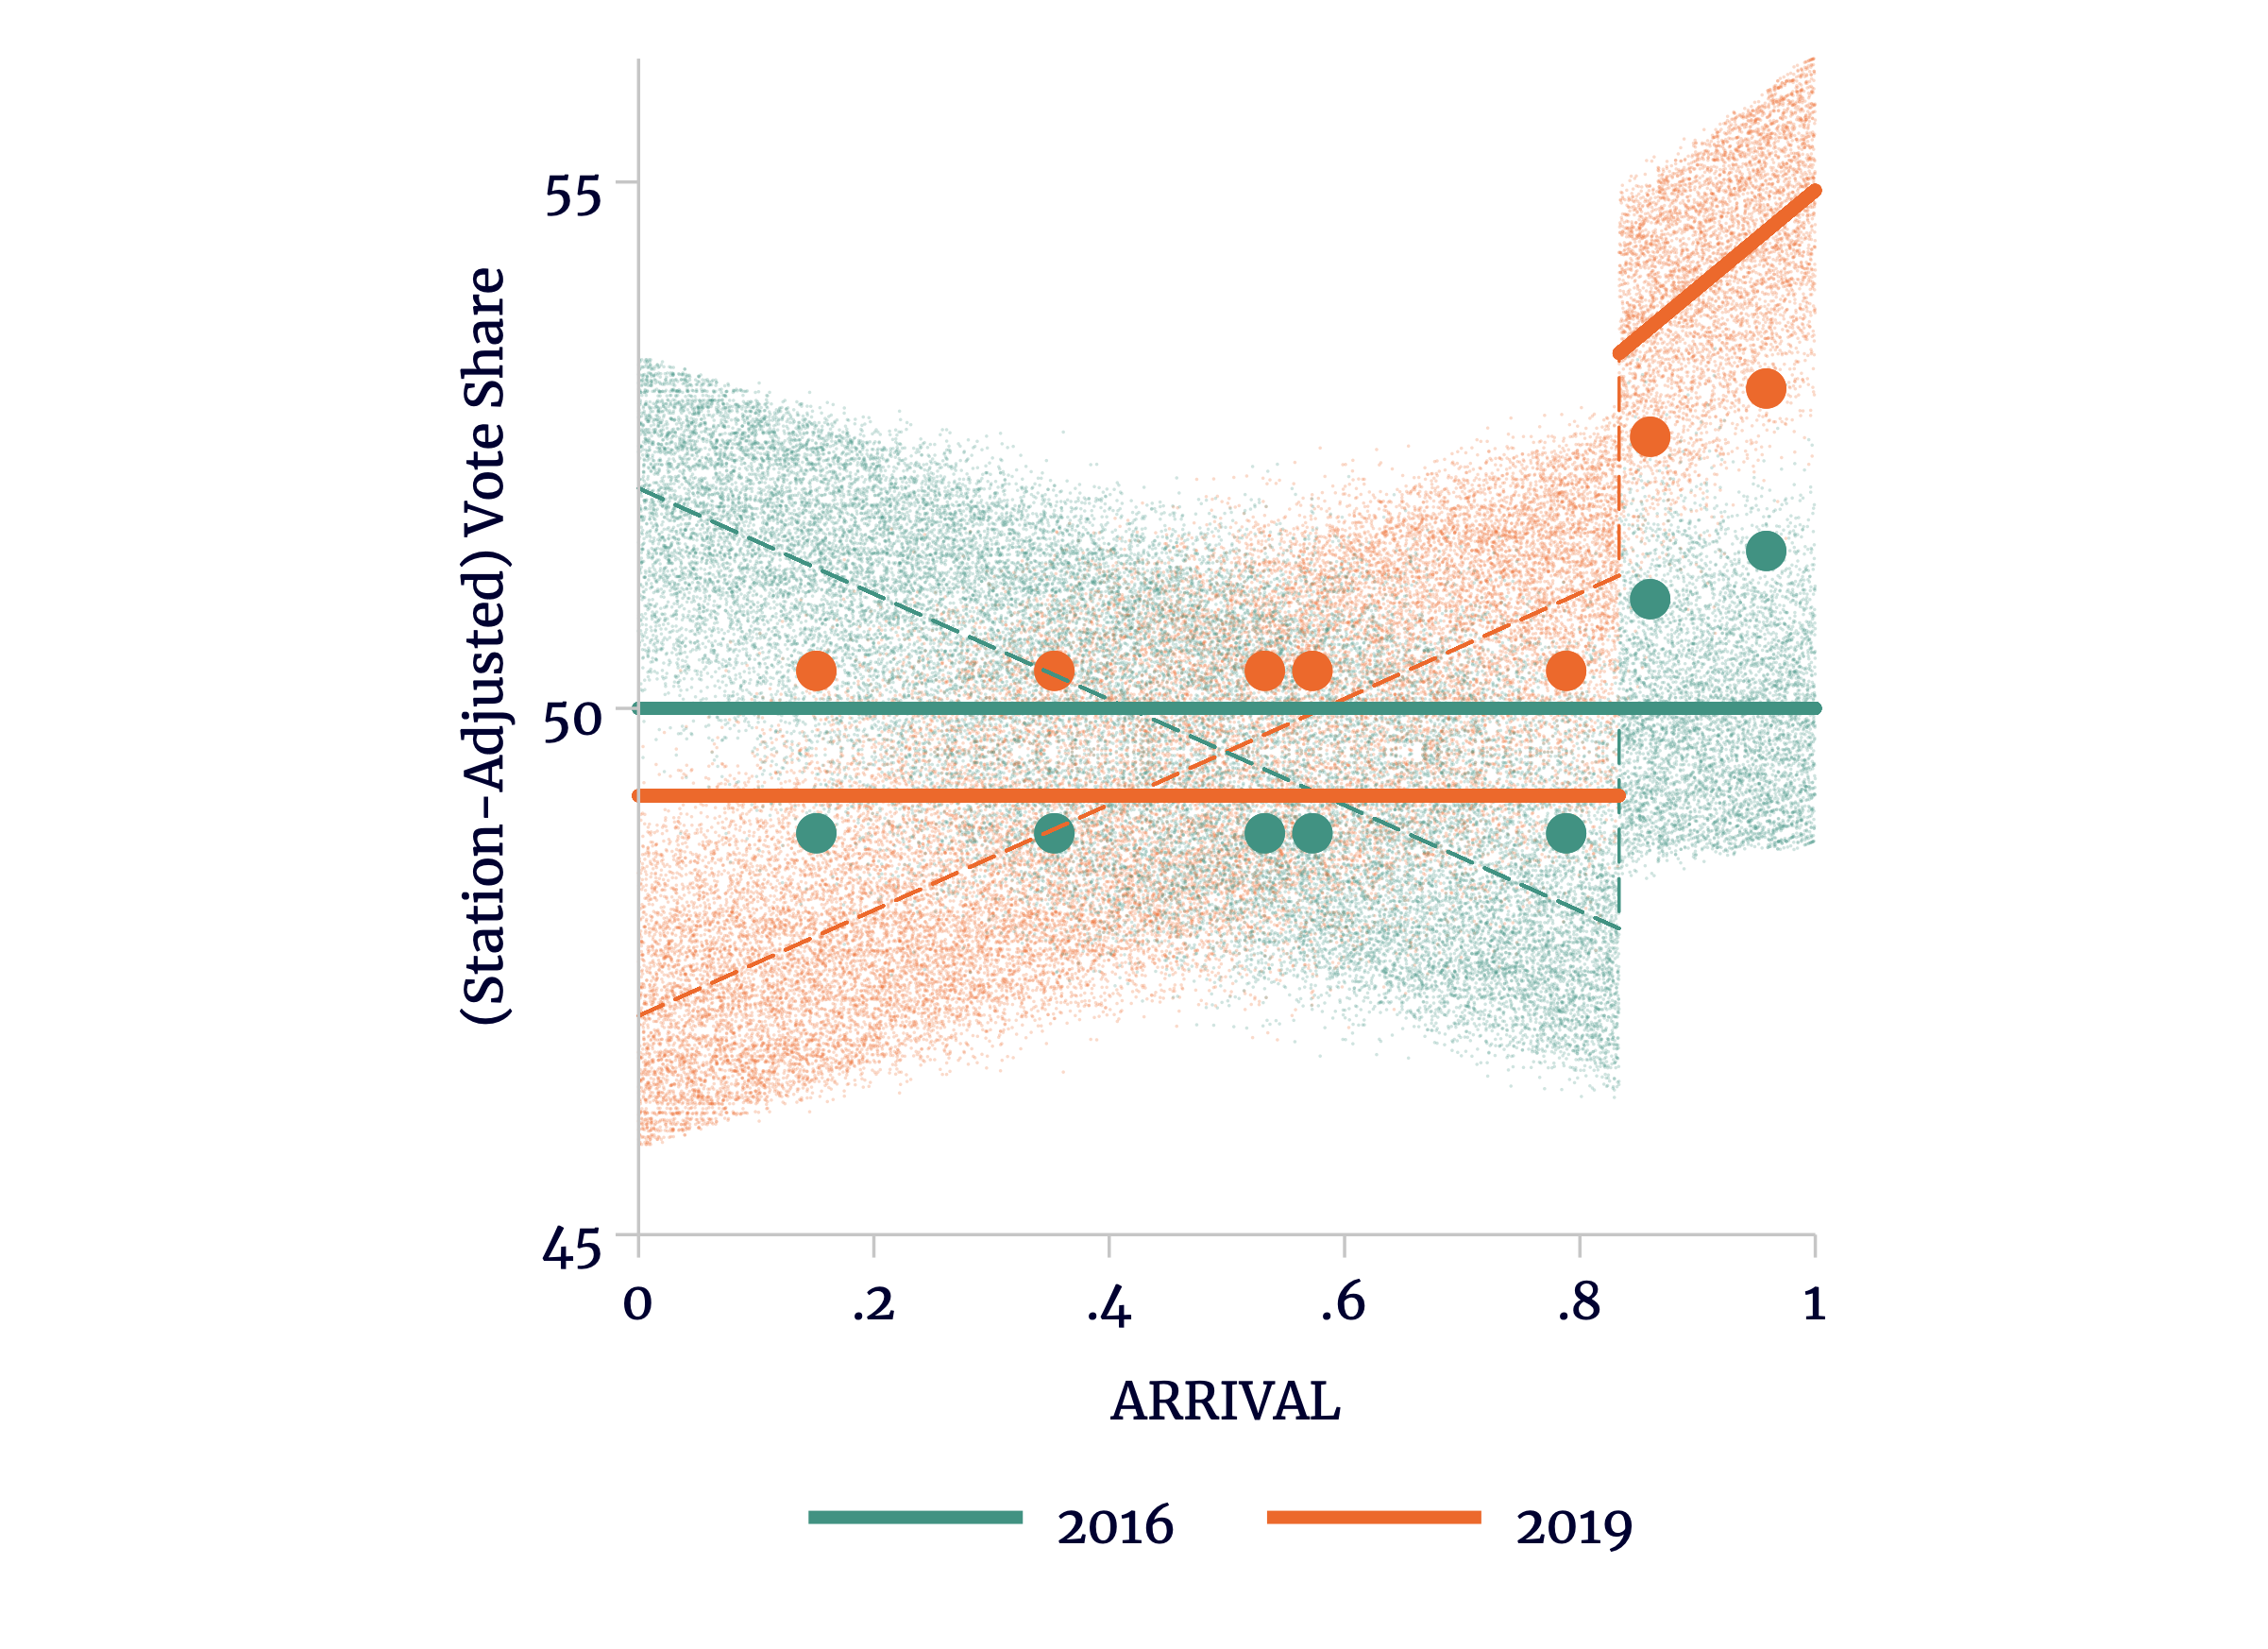 (Station-Adjusted) Vote Share
55
50
45
0 .2 .4 .6 .8 1
ARRIVAL
2016 2019